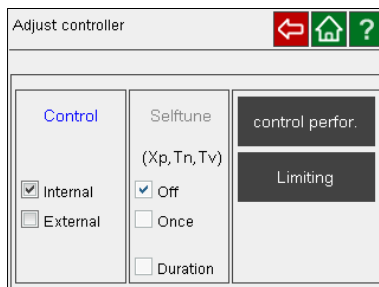 Adjust controller
?
Control
Internal
External
Selftune
(Xp,Tn,Tv)
Off
Once
Duration
control perfor.
Limiting